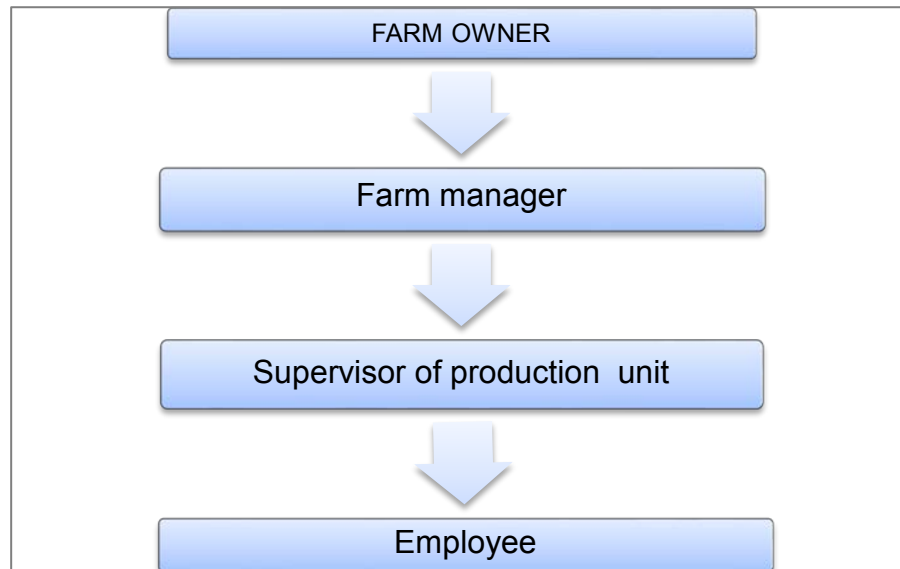 FARM OWNER
Farm manager
Supervisor of production unit
Employee